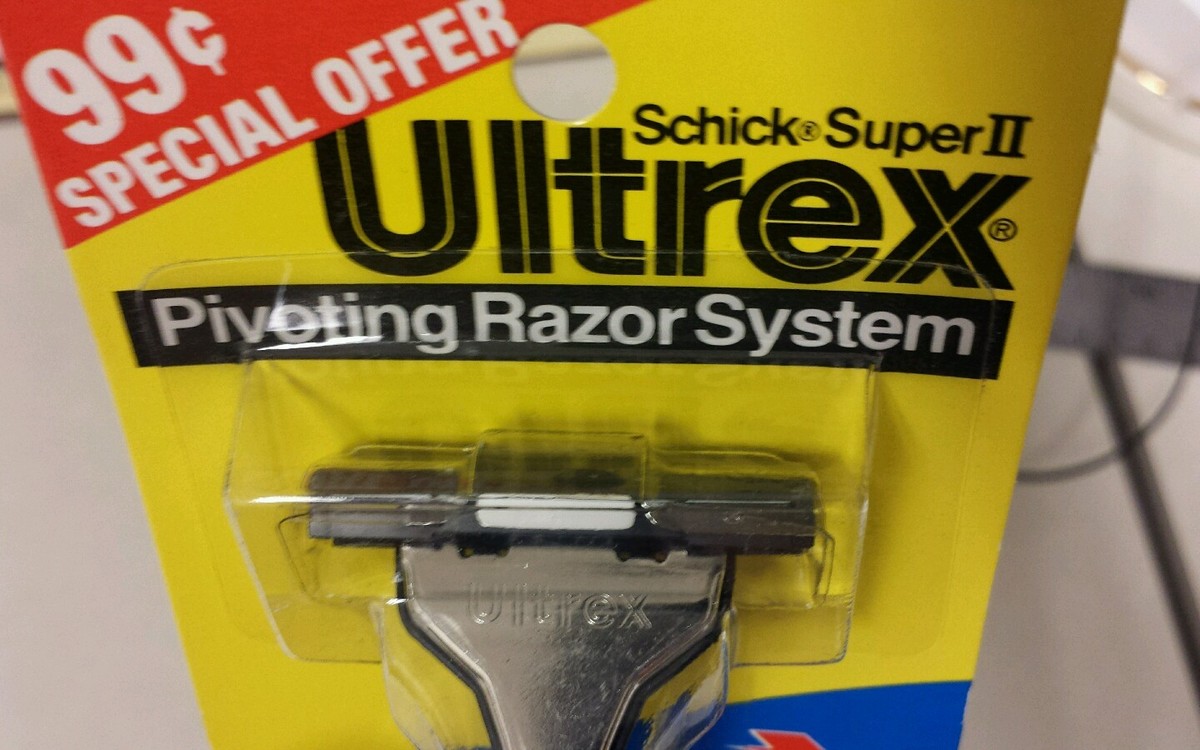 99¢
SPECIAL OFFER
Schick® Super II
Ultrex®
Pivoting Razor System
Ultrex